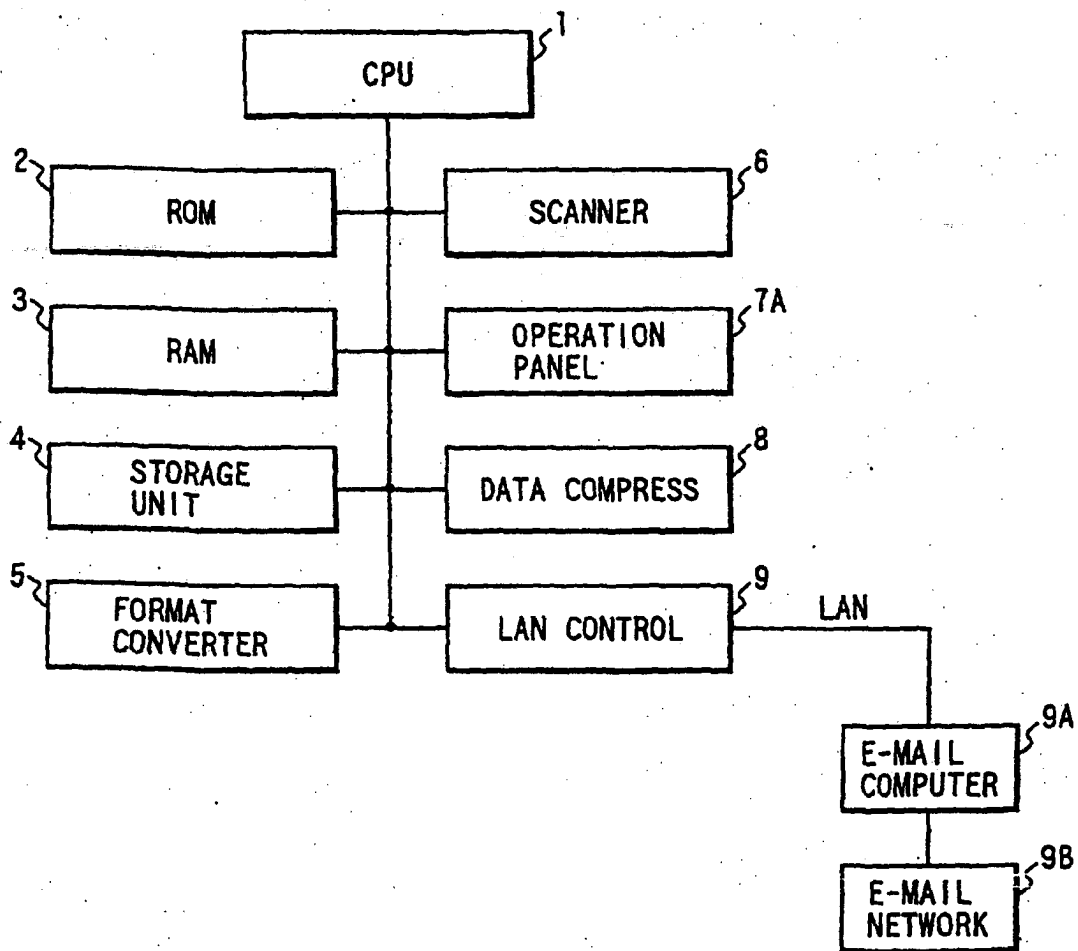 1
CPU
2
ROM
6
SCANNER
3
RAM
7A
OPERATION
PANEL
4
STORAGE
UNIT
8
DATA COMPRESS
5
FORMAT
CONVERTER
9
LAN CONTROL
LAN
9A
E-MAIL
COMPUTER
9B
E-MAIL
NETWORK